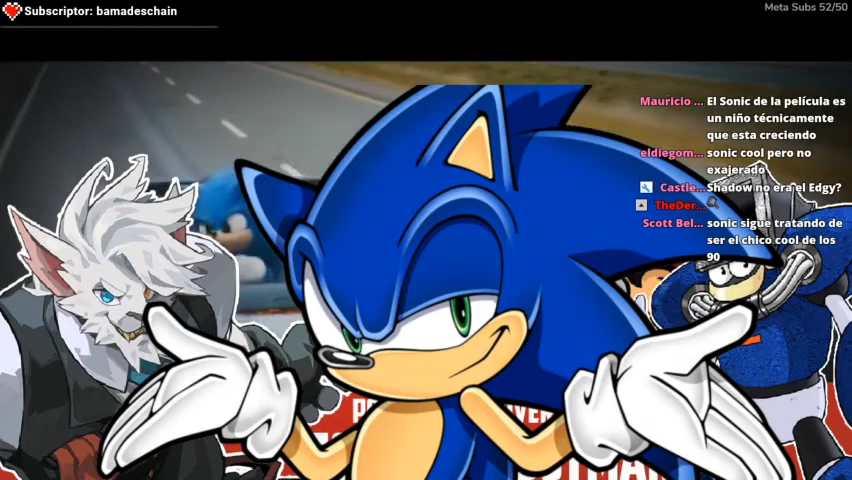 Subscriptor: bamadeschain
Meta Subs 52/50
Mauricio ... El Sonic de la película es
un niño técnicamente
que esta creciendo
eldiegom... sonic cool pero no
exajerado
Castle... Shadow no era el Edgy?
TheDer...
Scott Bel... sonic sigue tratando de
ser el chico cool de los
90